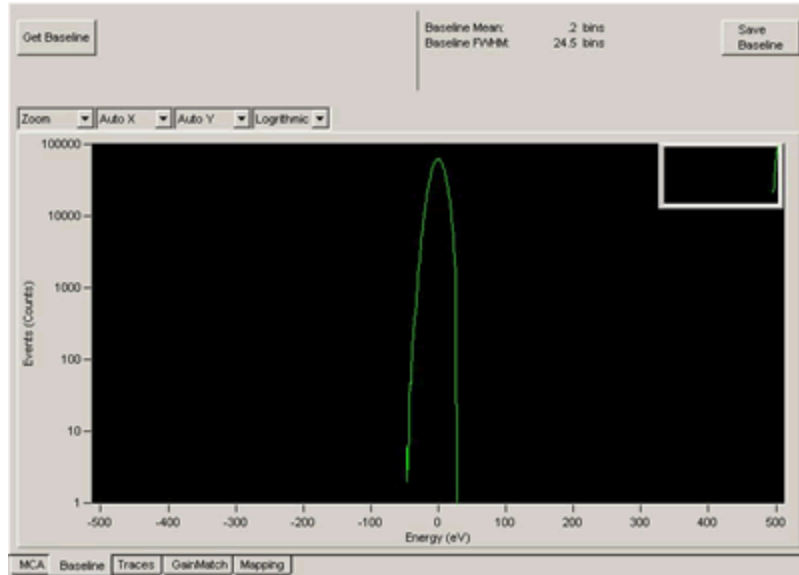 Get Baseline
Baseline Mean: .2 bins
Baseline FWHM: 24.5 bins
Save
Baseline
Zoom Auto X Auto Y Logrithmic
100000
10000
1000
100
10
1
Events (Counts)
-500 -400 -300 -200 -100 0 100 200 300 400 500
Energy (eV)
MCA Baseline Traces GainMatch Mapping